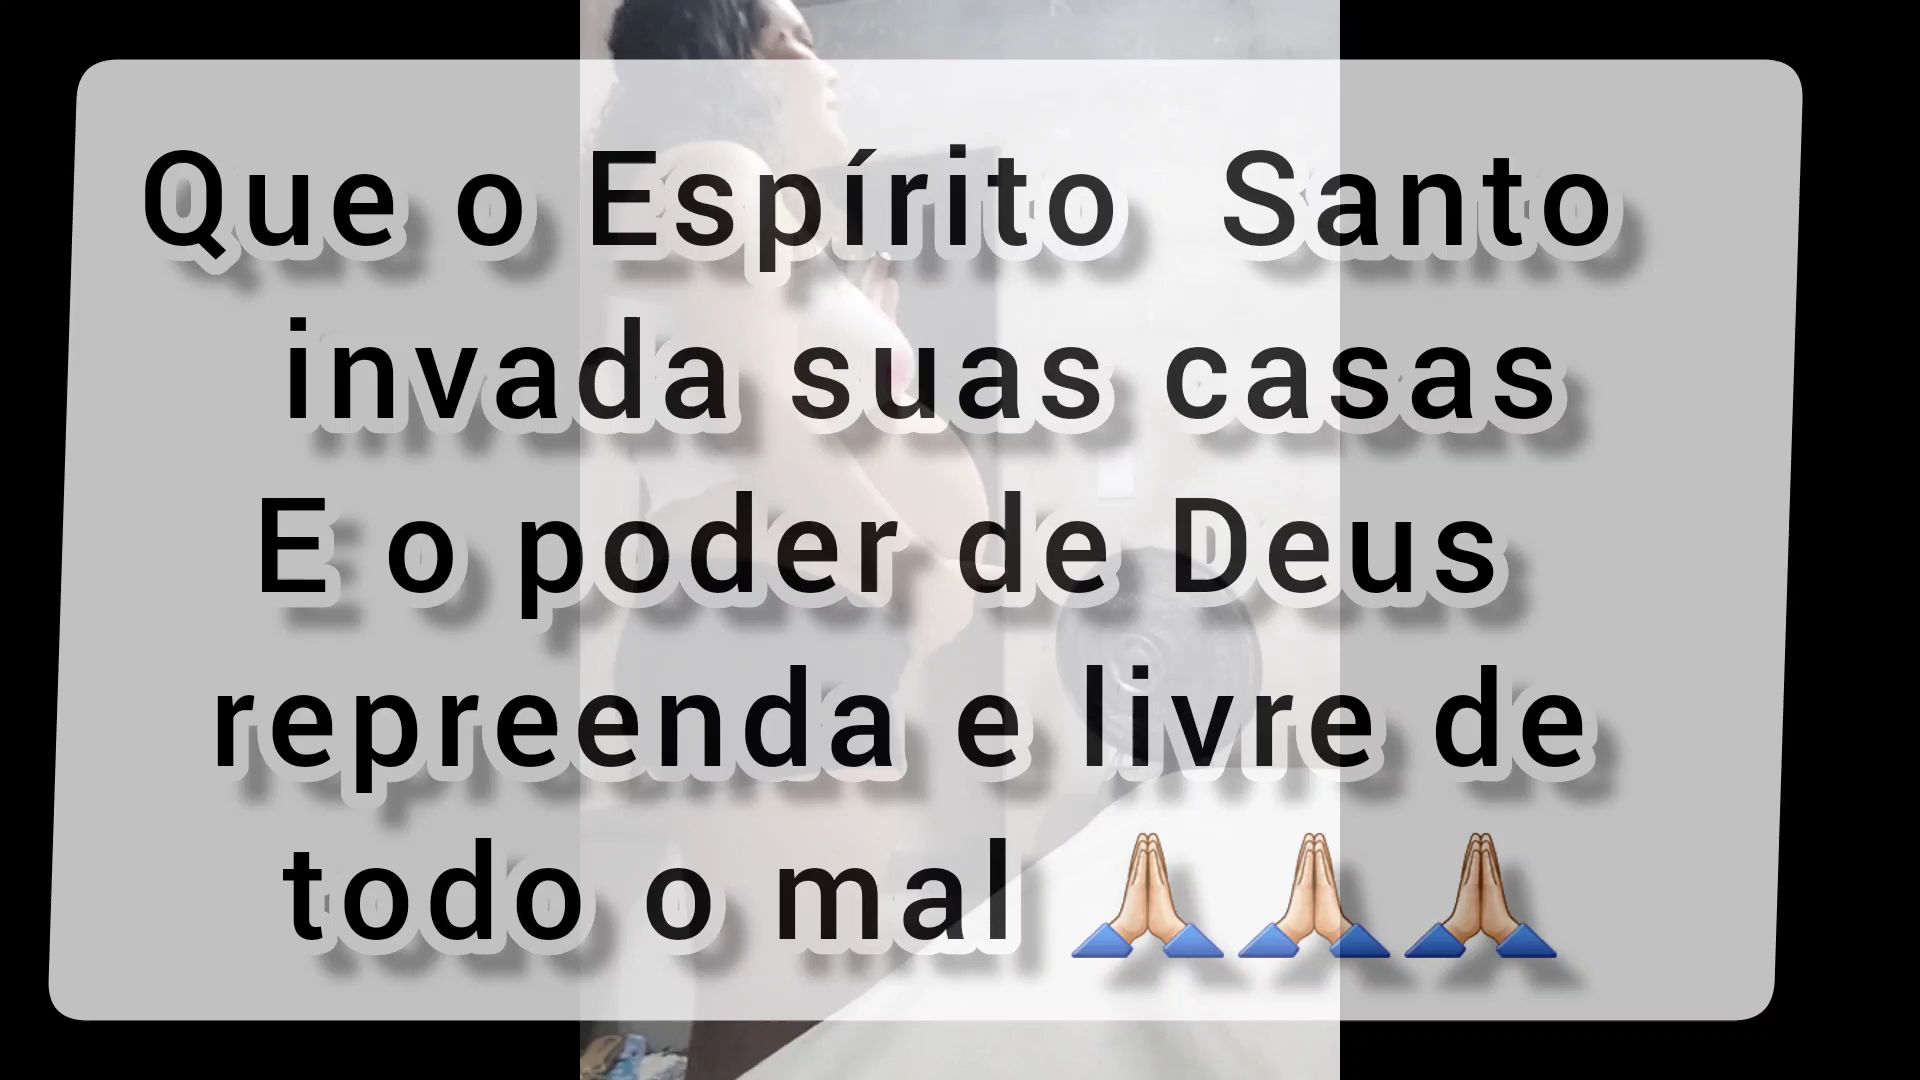 Que o Espírito Santo
invada suas casas
E o poder de Deus
repreenda e livre de
todo o mal 🙏🏻🙏🏻🙏🏻